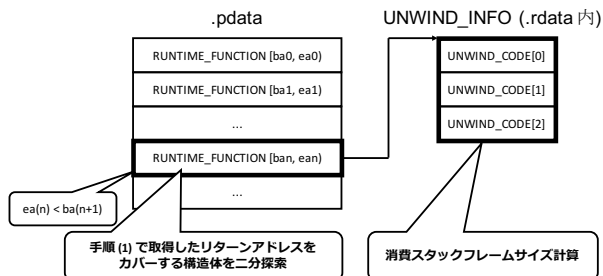 .pdata
UNWIND_INFO (.rdata 内)
RUNTIME_FUNCTION [ba0, ea0)
RUNTIME_FUNCTION [ba1, ea1)
...
RUNTIME_FUNCTION [ban, ean)
...
UNWIND_CODE[0]
UNWIND_CODE[1]
UNWIND_CODE[2]
ea(n) < ba(n+1)
手順 (1) で取得したリターンアドレスを
カバーする構造体を二分探索
消費スタックフレームサイズ計算